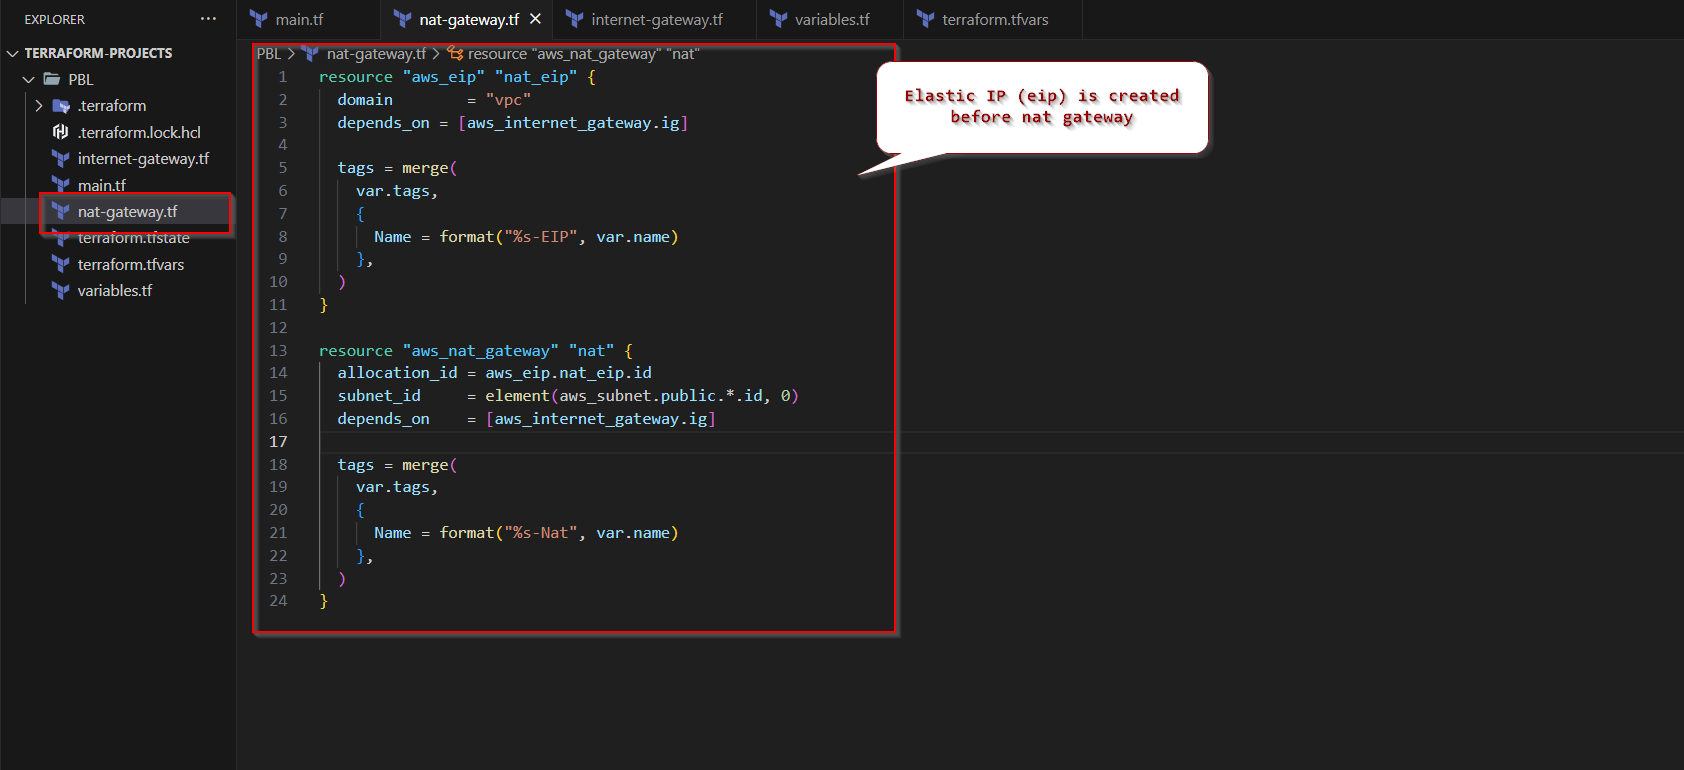 EXPLORER ...
TERRAFORM-PROJECTS
PBL
.terraform
.terraform.lock.hcl
internet-gateway.tf
main.tf
nat-gateway.tf
terraform.tfstate
terraform.tfvars
variables.tf
main.tf nat-gateway.tf internet-gateway.tf variables.tf terraform.tfvars
PBL > nat-gateway.tf > resource "aws_nat_gateway" "nat"
1 resource "aws_eip" "nat_eip" {
2   domain        = "vpc"
3   depends_on = [aws_internet_gateway.ig]
4
5   tags = merge(
6     var.tags,
7     {
8       Name = format("%s-EIP", var.name)
9     },
10   )
11 }
12
13 resource "aws_nat_gateway" "nat" {
14   allocation_id = aws_eip.nat_eip.id
15   subnet_id     = element(aws_subnet.public.*.id, 0)
16   depends_on    = [aws_internet_gateway.ig]
17
18   tags = merge(
19     var.tags,
20     {
21       Name = format("%s-Nat", var.name)
22     },
23   )
24 }
Elastic IP (eip) is created
before nat gateway